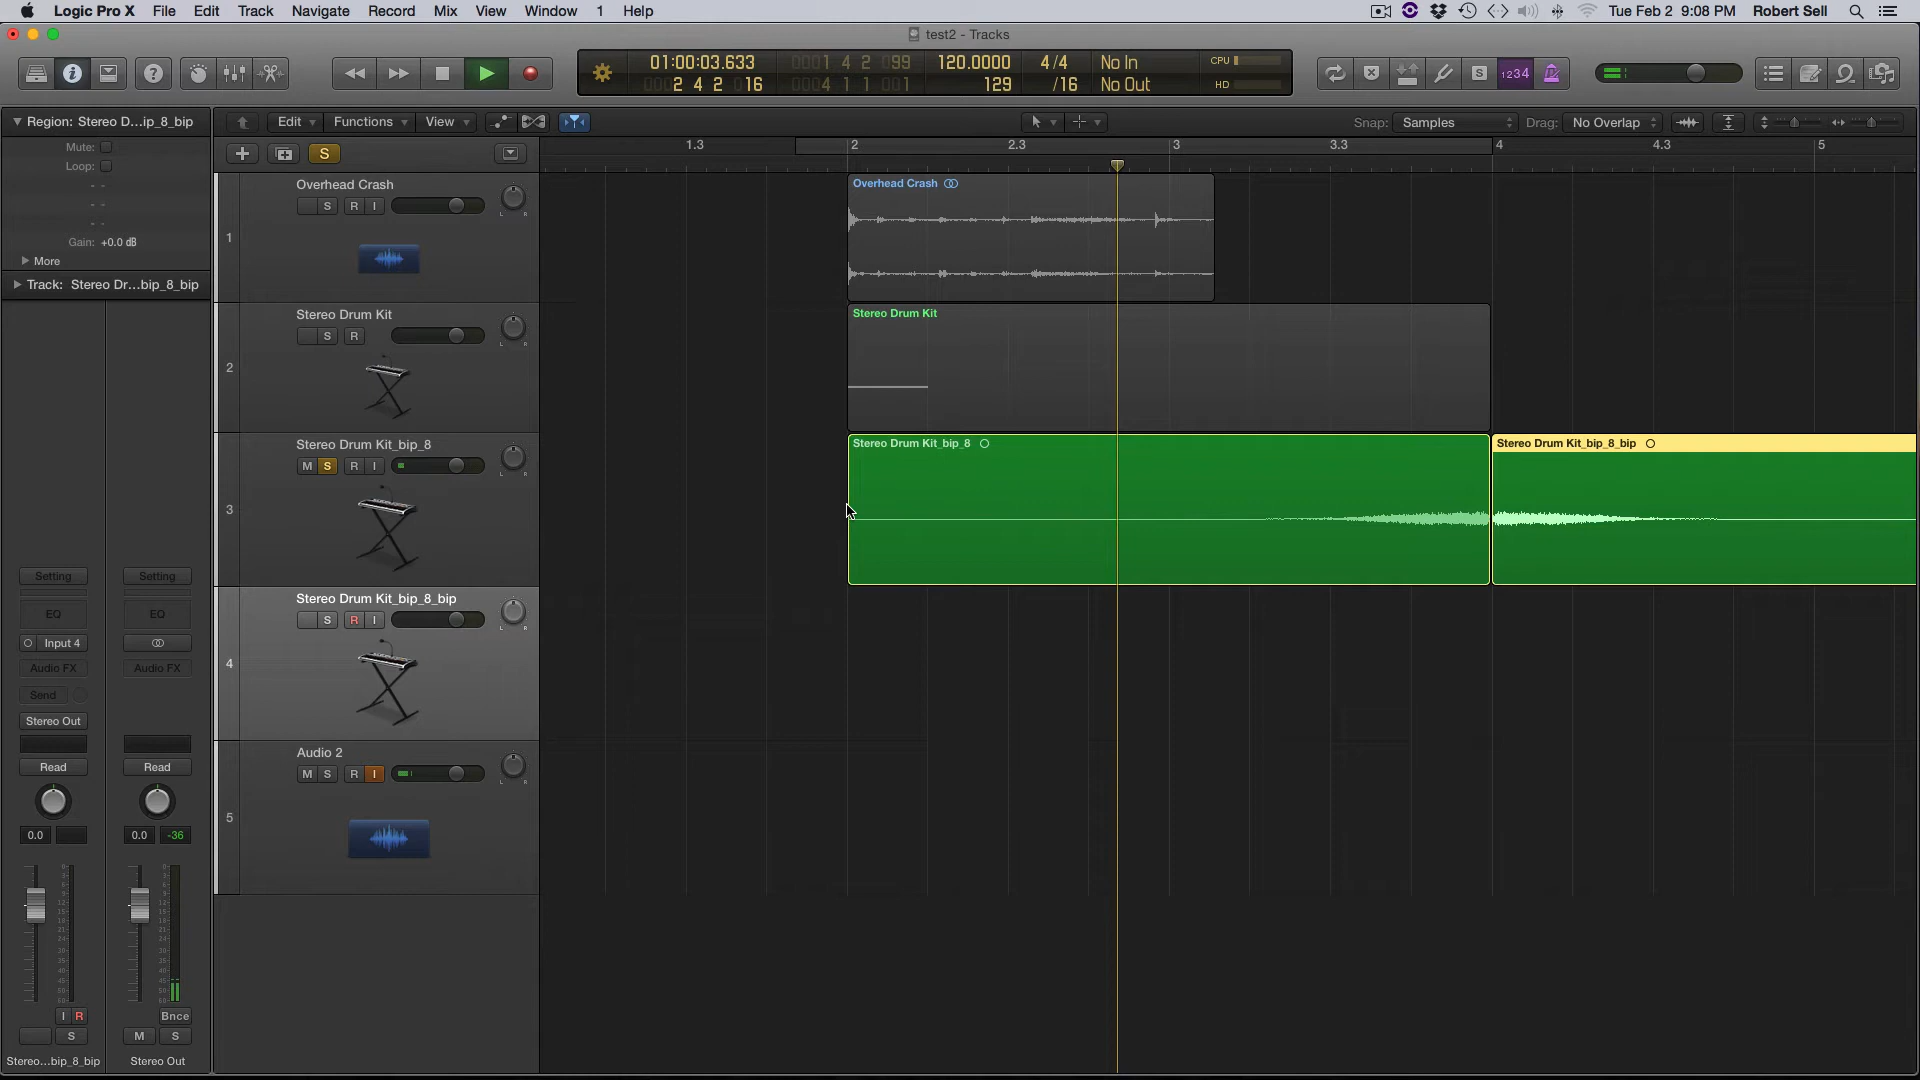 Logic Pro X File Edit Track Navigate Record Mix View Window 1 Help Tue Feb 2 9:08 PM Robert Sell
test2 - Tracks
01:00:03.633 0001 4 2 099 120.0000 4/4 No In CPU
2 4 2 016 0004 1 1 001 129 /16 No Out HD
S 1234
Region: Stereo D…ip_8_bip Edit Functions View Snap: Samples Drag: No Overlap
Mute:
Loop:
- -
- -
- -
Gain: +0.0 dB
More
Track: Stereo Dr…bip_8_bip
S 1.3 2 2.3 3 3.3 4 4.3 5
1 Overhead Crash
S R I L R
Overhead Crash
2 Stereo Drum Kit
S R L R
Stereo Drum Kit
3 Stereo Drum Kit_bip_8
M S R I L R
Stereo Drum Kit_bip_8 Stereo Drum Kit_bip_8_bip
4 Stereo Drum Kit_bip_8_bip
S R I L R
5 Audio 2
M S R I L R
Setting Setting
EQ EQ
Input 4
Audio FX Audio FX
Send
Stereo Out
Read Read
0.0 0.0 -36
I R Bnce
S M S
Stereo…bip_8_bip Stereo Out